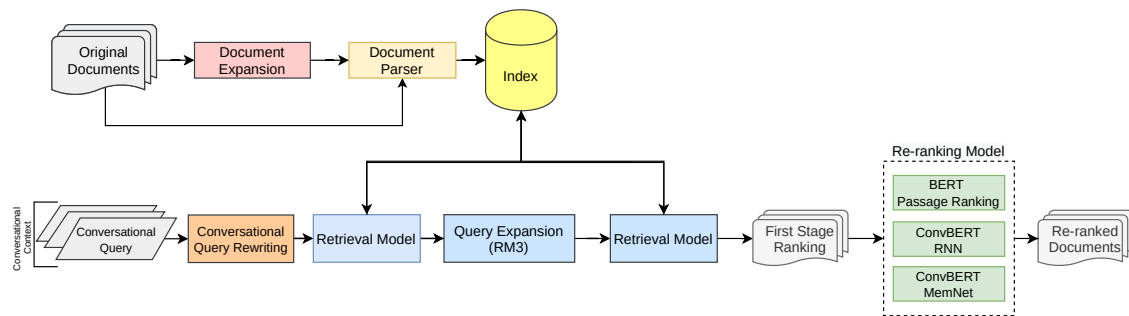 Original
Documents
Document
Expansion
Document
Parser
Index
Conversational
Context
Conversational
Query
Conversational
Query Rewriting
Retrieval Model
Query Expansion
(RM3)
Retrieval Model
First Stage
Ranking
Re-ranking Model
BERT
Passage Ranking
ConvBERT
RNN
ConvBERT
MemNet
Re-ranked
Documents